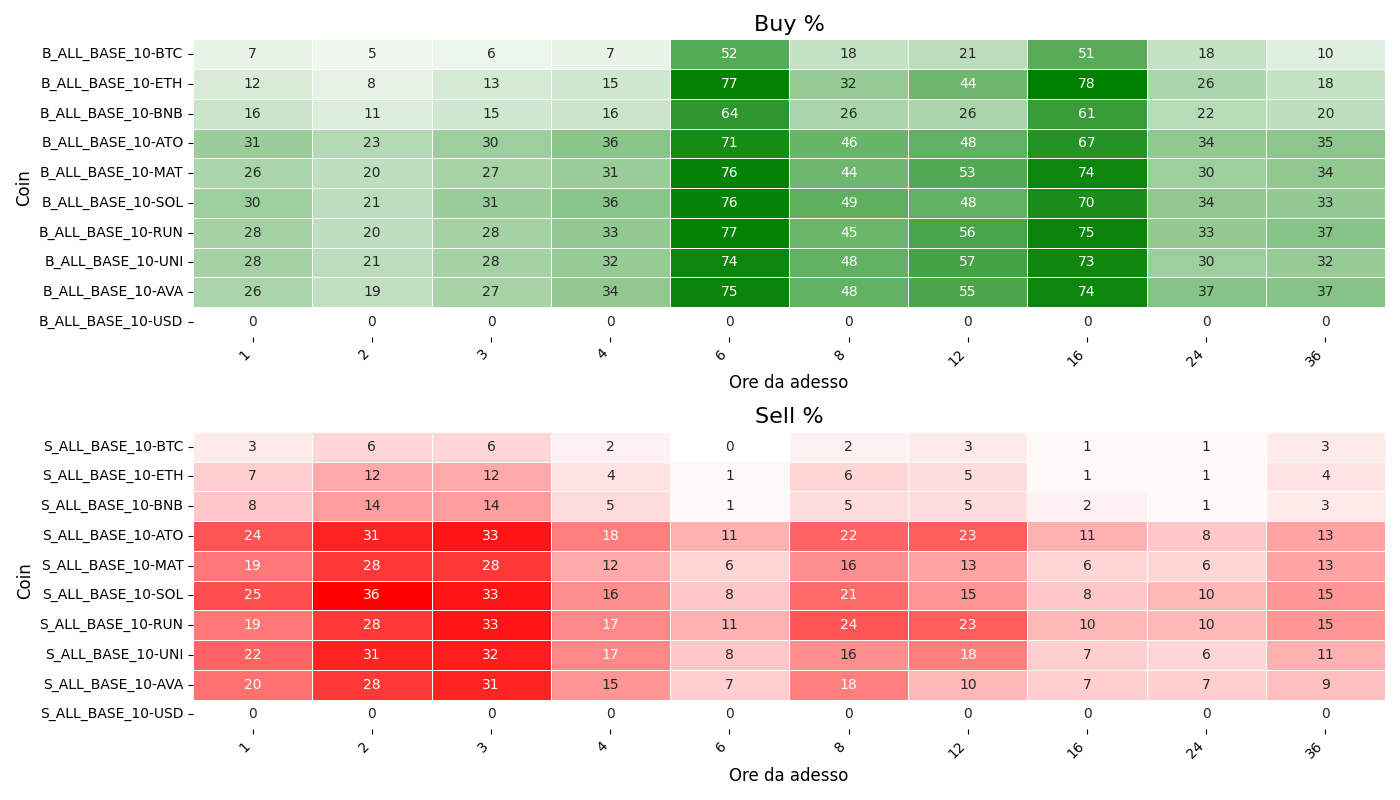 Buy %
Coin
B_ALL_BASE_10-BTC 7 5 6 7 52 18 21 51 18 10
B_ALL_BASE_10-ETH 12 8 13 15 77 32 44 78 26 18
B_ALL_BASE_10-BNB 16 11 15 16 64 26 26 61 22 20
B_ALL_BASE_10-ATO 31 23 30 36 71 46 48 67 34 35
B_ALL_BASE_10-MAT 26 20 27 31 76 44 53 74 30 34
B_ALL_BASE_10-SOL 30 21 31 36 76 49 48 70 34 33
B_ALL_BASE_10-RUN 28 20 28 33 77 45 56 75 33 37
B_ALL_BASE_10-UNI 28 21 28 32 74 48 57 73 30 32
B_ALL_BASE_10-AVA 26 19 27 34 75 48 55 74 37 37
B_ALL_BASE_10-USD 0 0 0 0 0 0 0 0 0 0
1 2 3 4 6 8 12 16 24 36
Ore da adesso
Sell %
Coin
S_ALL_BASE_10-BTC 3 6 6 2 0 2 3 1 1 3
S_ALL_BASE_10-ETH 7 12 12 4 1 6 5 1 1 4
S_ALL_BASE_10-BNB 8 14 14 5 1 5 5 2 1 3
S_ALL_BASE_10-ATO 24 31 33 18 11 22 23 11 8 13
S_ALL_BASE_10-MAT 19 28 28 12 6 16 13 6 6 13
S_ALL_BASE_10-SOL 25 36 33 16 8 21 15 8 10 15
S_ALL_BASE_10-RUN 19 28 33 17 11 24 23 10 10 15
S_ALL_BASE_10-UNI 22 31 32 17 8 16 18 7 6 11
S_ALL_BASE_10-AVA 20 28 31 15 7 18 10 7 7 9
S_ALL_BASE_10-USD 0 0 0 0 0 0 0 0 0 0
1 2 3 4 6 8 12 16 24 36
Ore da adesso